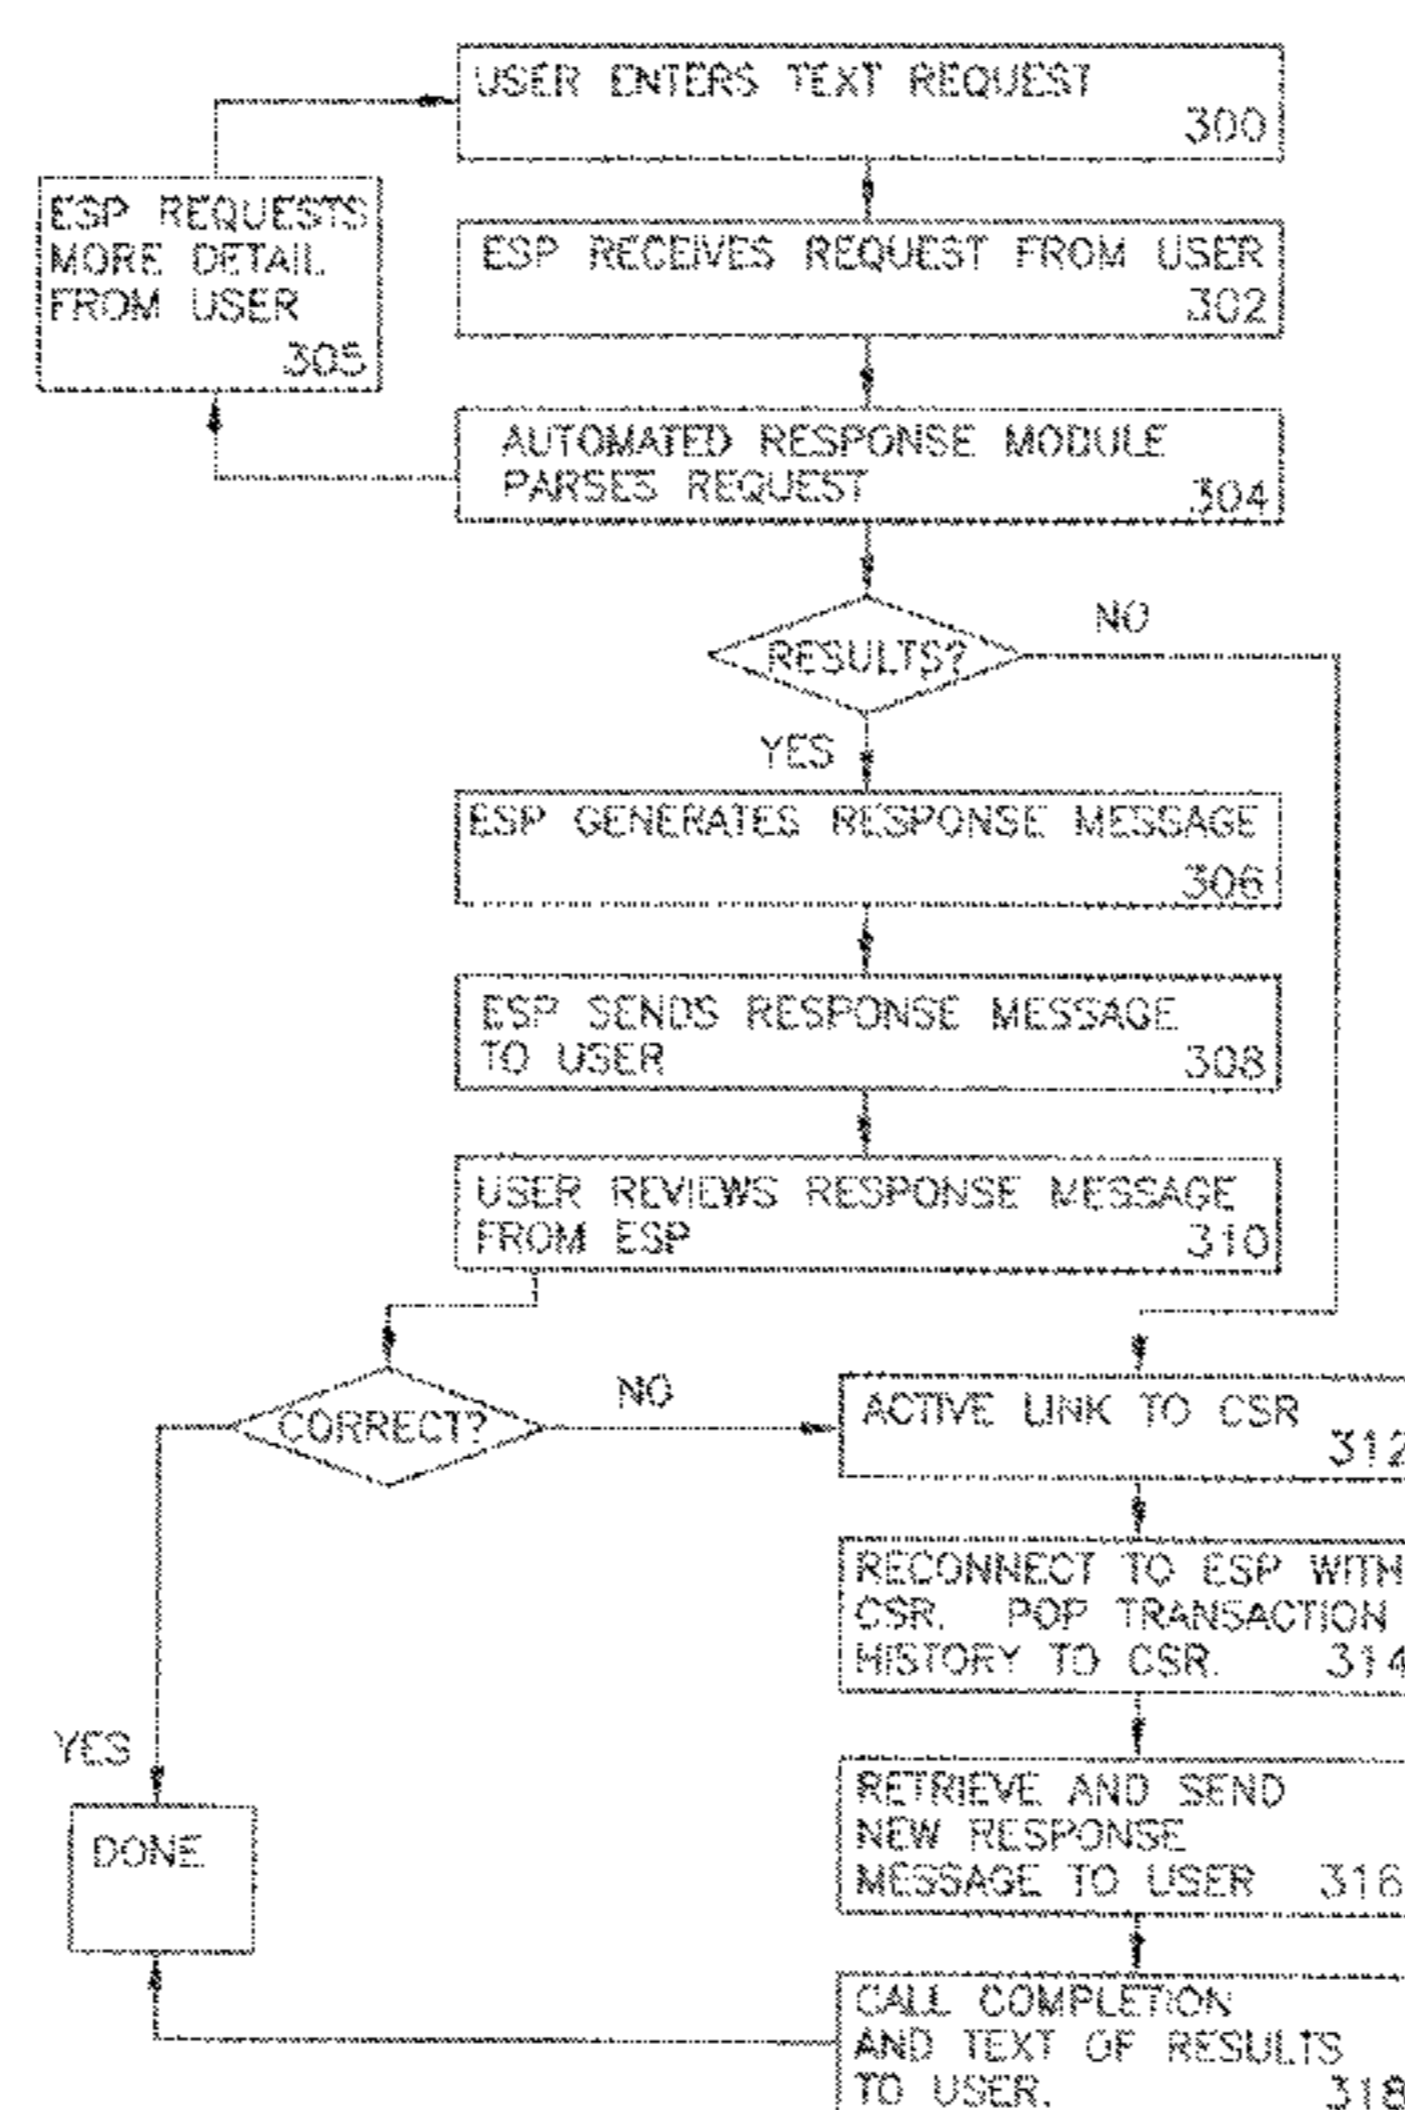 USER ENTERS TEXT REQUEST
300
ESP REQUESTS
MORE DETAIL
FROM USER
305
ESP RECEIVES REQUEST FROM USER
302
AUTOMATED RESPONSE MODULE
PARSES REQUEST
304
RESULTS?
NO
YES
ESP GENERATES RESPONSE MESSAGE
306
ESP SENDS RESPONSE MESSAGE
TO USER 308
USER REVIEWS RESPONSE MESSAGE
FROM ESP 310
CORRECT?
NO
ACTIVE LINK TO CSR
312
RECONNECT TO ESP WITH
CSR. POP TRANSACTION
HISTORY TO CSR. 314
YES
DONE
RETRIEVE AND SEND
NEW RESPONSE
MESSAGE TO USER 316
CALL COMPLETION
AND TEXT OF RESULTS
TO USER. 318